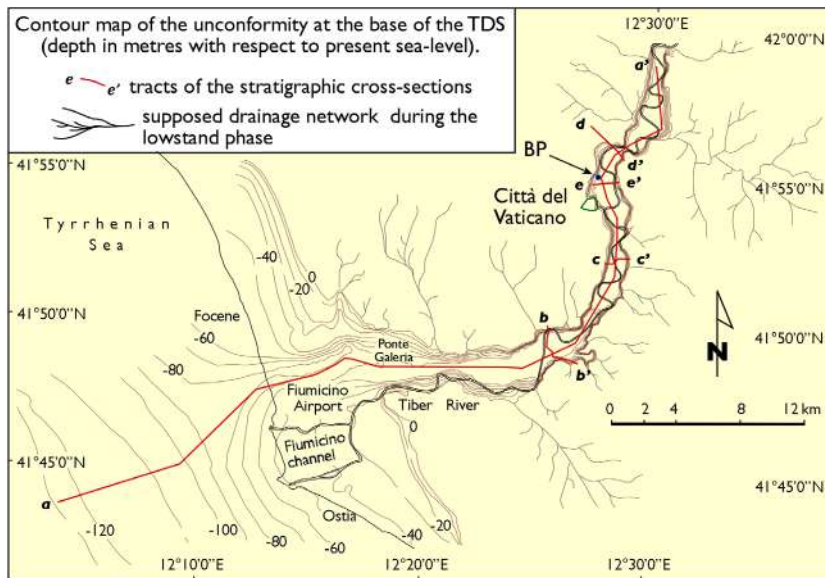 Contour map of the unconformity at the base of the TDS
(depth in metres with respect to present sea-level).
e e' tracts of the stratigraphic cross-sections
supposed drainage network during the
lowstand phase
12°30'0"E
42°0'0"N
a'
d
BP
d'
41°55'0"N
41°55'0"N
e e'
Città del
Vaticano
Tyrrhenian
Sea
-40
-20
0
c c'
41°50'0"N
Focene
-60
b
41°50'0"N
Ponte
Galeria
N
-80
b'
Fiumicino
Airport
Tiber River
0
0 2 4 8 12 km
Fiumicino
channel
41°45'0"N
41°45'0"N
a
Ostia
-120
-100
-80
-60
-40
-20
12°10'0"E
12°20'0"E
12°30'0"E